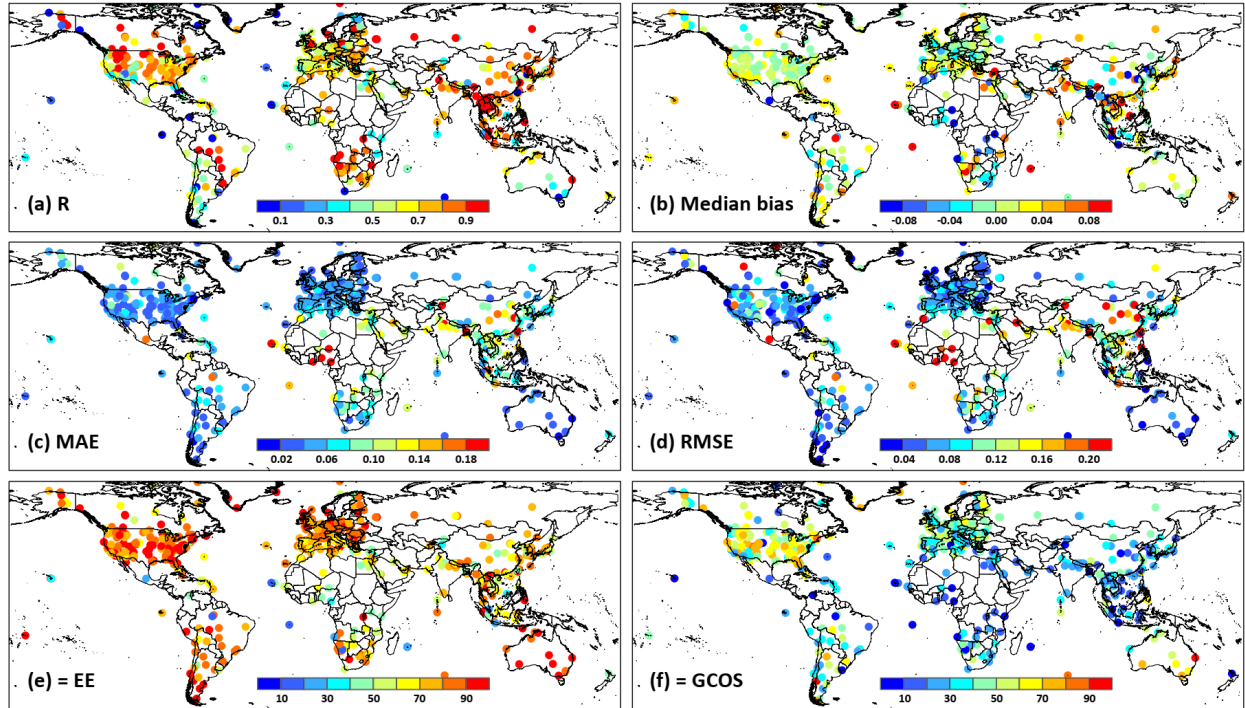 (a) R
0.1 0.3 0.5 0.7 0.9
(b) Median bias
-0.08 -0.04 0.00 0.04 0.08
(c) MAE
0.02 0.06 0.10 0.14 0.18
(d) RMSE
0.04 0.08 0.12 0.16 0.20
(e) = EE
10 30 50 70 90
(f) = GCOS
10 30 50 70 90